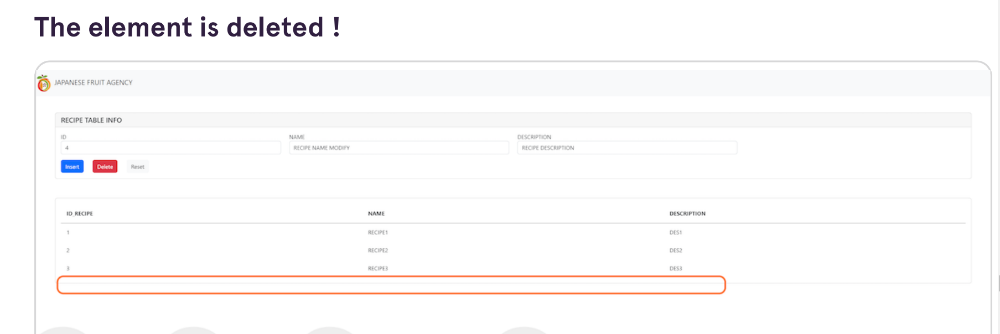 The element is deleted !
JAPANESE FRUIT AGENCY
RECIPE TABLE INFO
ID NAME DESCRIPTION
4 RECIPE NAME MODIFY RECIPE DESCRIPTION
Insert Delete Reset
ID_RECIPE NAME DESCRIPTION
1 RECIPE1 DES1
2 RECIPE2 DES2
3 RECIPE3 DES3